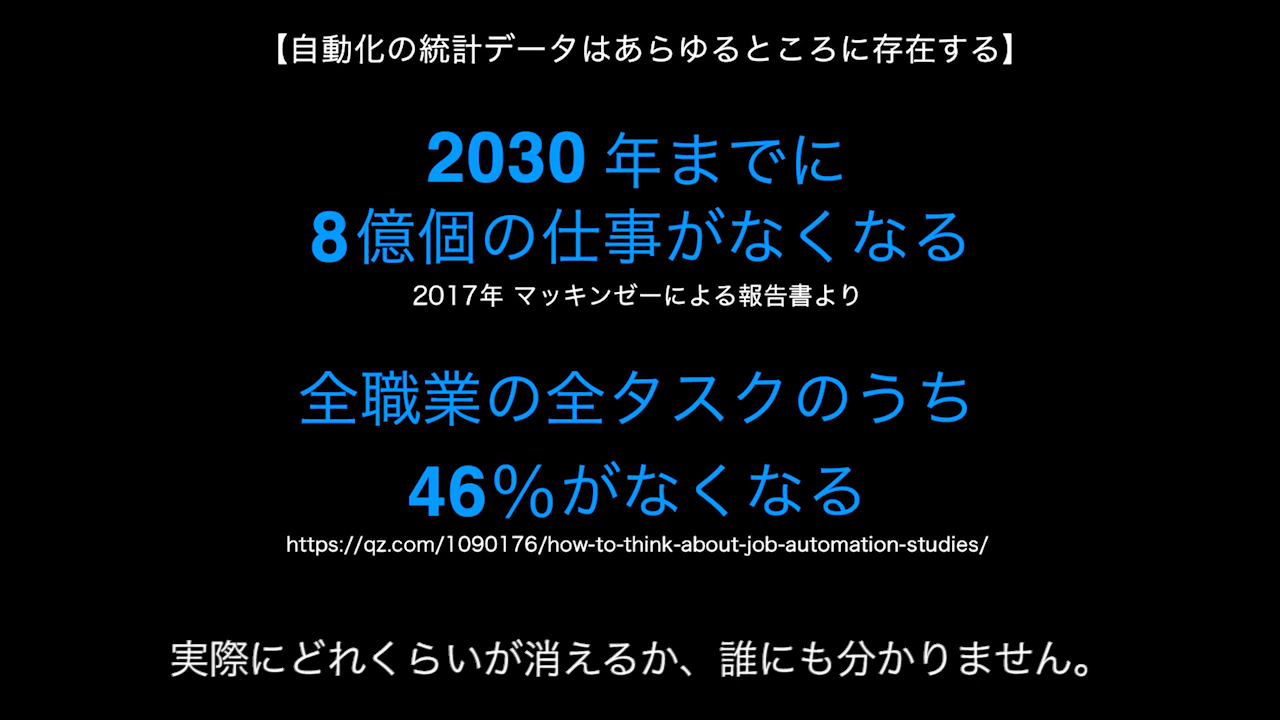 【自動化の統計データはあらゆるところに存在する】
2030 年までに
8億個の仕事がなくなる
2017年 マッキンゼーによる報告書より
全職業の全タスクのうち
46%がなくなる
https://qz.com/1090176/how-to-think-about-job-automation-studies/
実際にどれくらいが消えるか、誰にも分かりません。